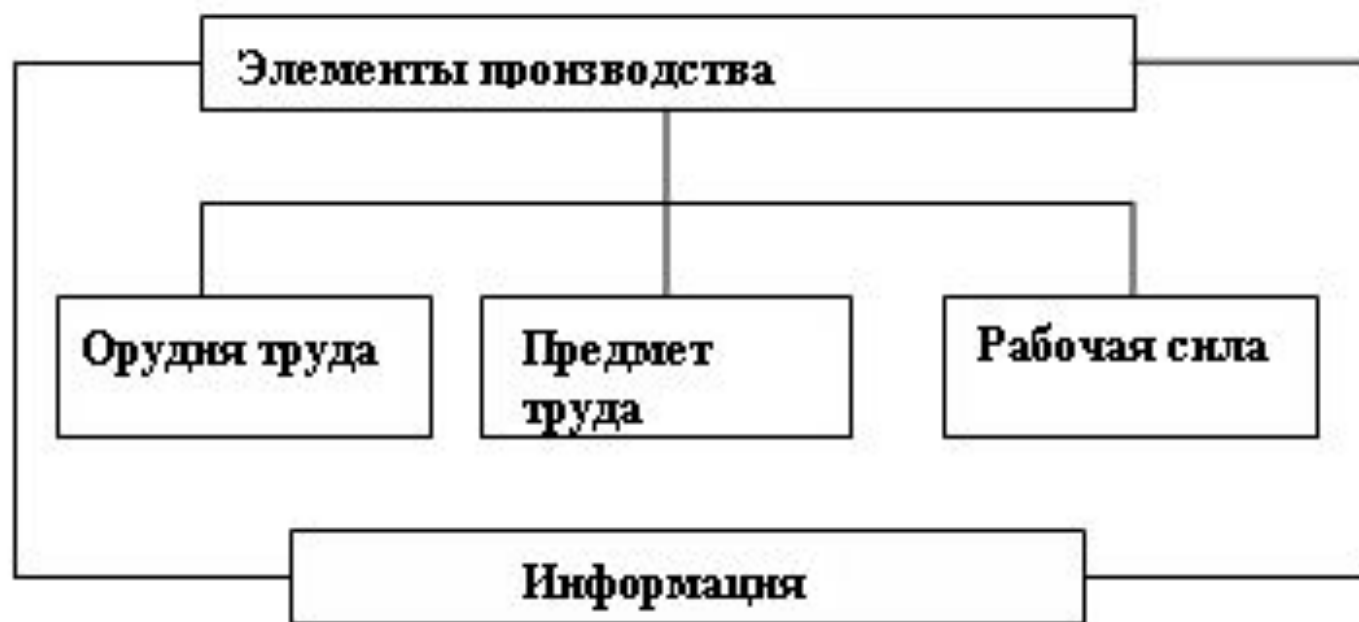 Элементы производства
Орудия труда
Предмет
труда
Рабочая сила
Информация